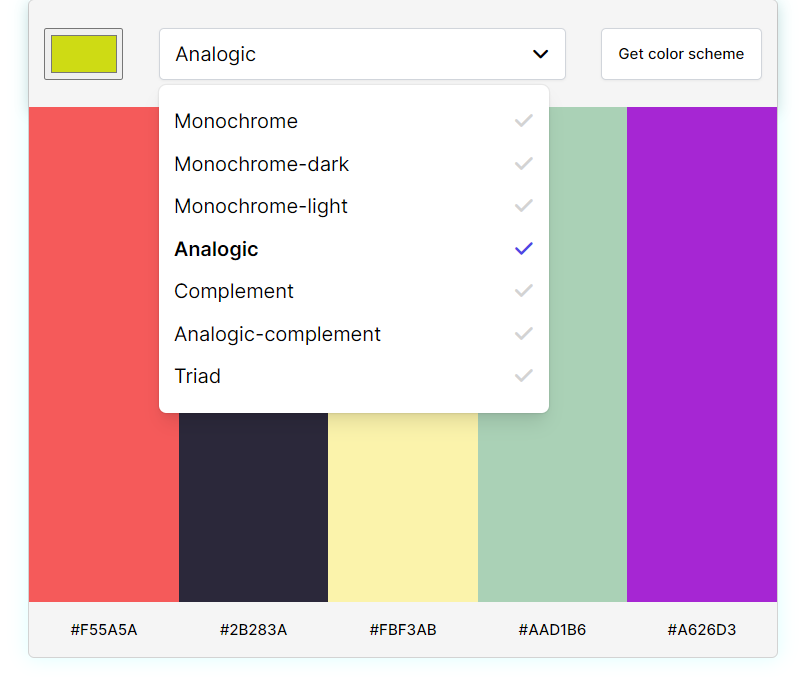 Analogic
Get color scheme
Monochrome
Monochrome-dark
Monochrome-light
Analogic
Complement
Analogic-complement
Triad
#F55A5A
#2B283A
#FBF3AB
#AAD1B6
#A626D3